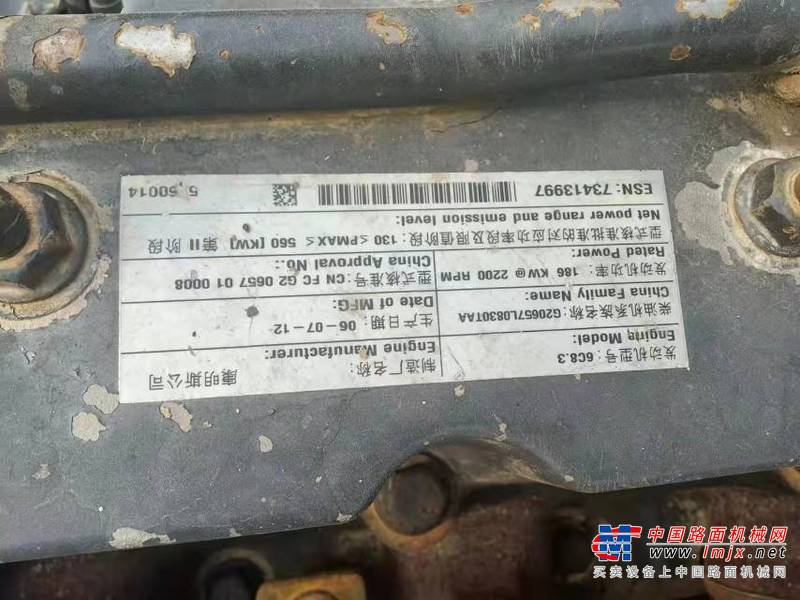 发动机型号: 6C8.3
Engine Model:
制造厂名称: 康明斯公司
Engine Manufacturer:
柴油机系族名称: G20657L0830TAA
China Family Name:
生产日期: 06-07-12
Date of MFG:
发动机功率: 186 KW@ 2200 RPM
Rated Power:
型式核准号: CN FC G2 0657 01 0008
China Approval No.::
型式核准批准的对应功率段及限值阶段: 130 ≤PMAX≤ 560 [KW] 第II阶段
Net power range and emission level:
ESN: 73413997
5,50014
中国路面机械网
www.lmjx.net
买卖设备上中国路面机械网